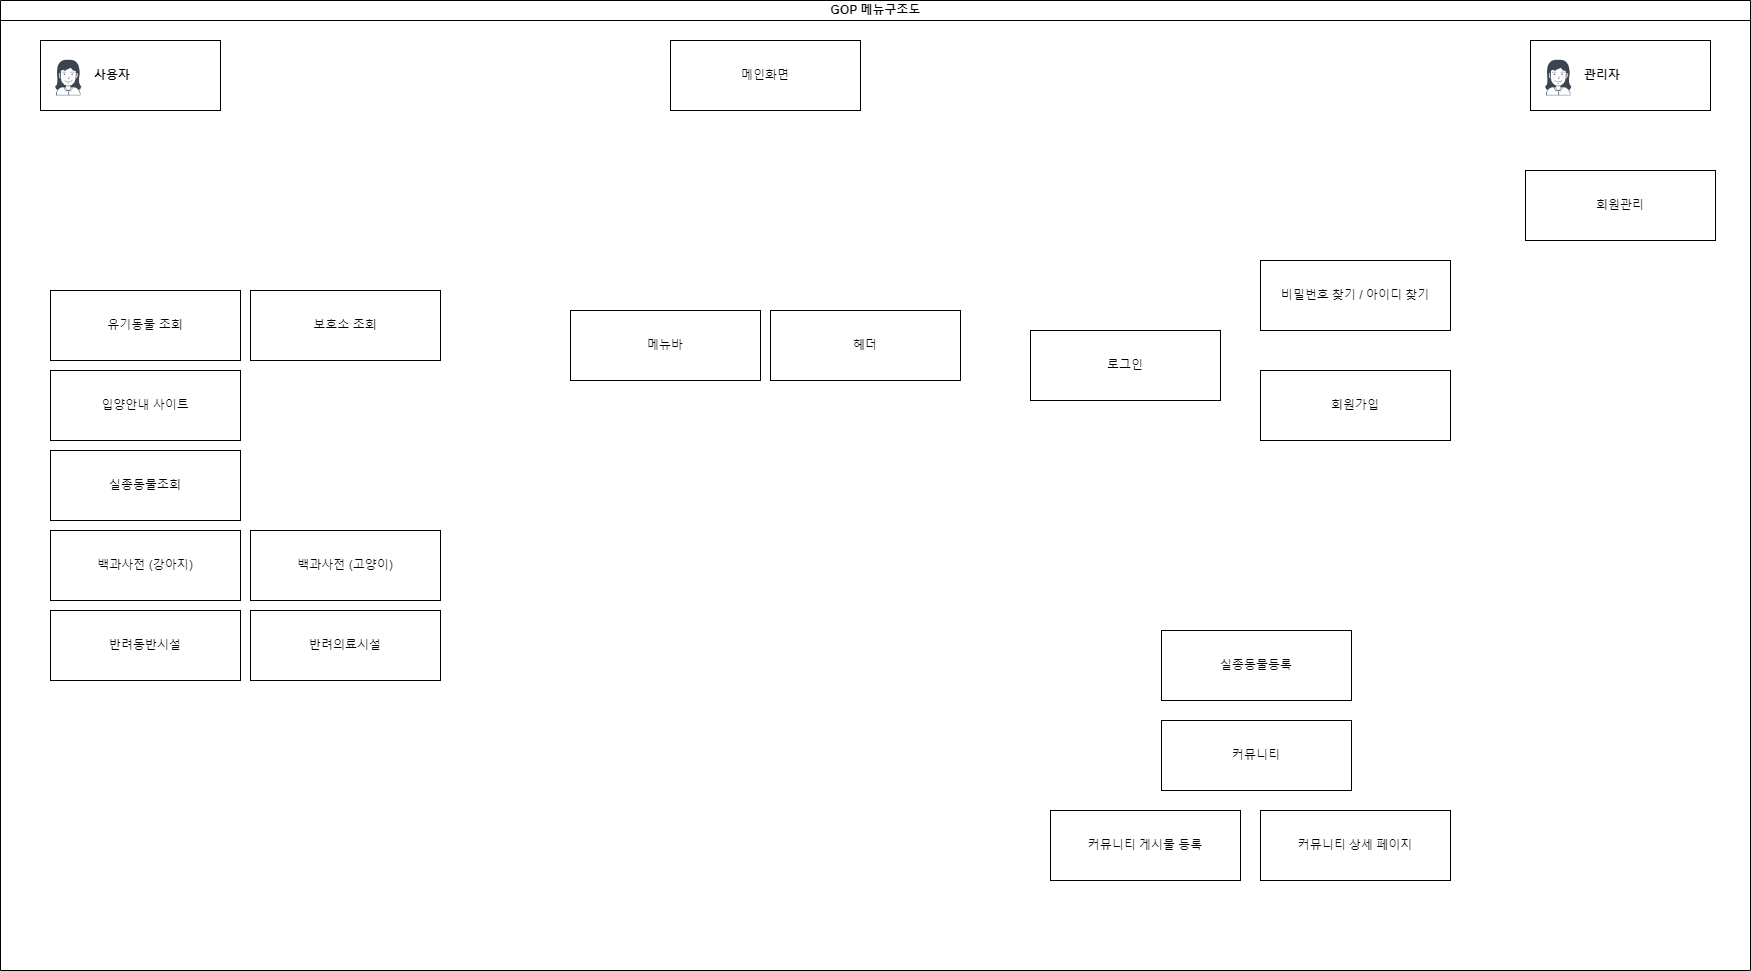 GOP 메뉴구조도
사용자
메인화면
관리자
회원관리
비밀번호 찾기 / 아이디 찾기
유기동물 조회
보호소 조회
메뉴바
헤더
로그인
입양안내 사이트
회원가입
실종동물조회
백과사전 (강아지)
백과사전 (고양이)
반려동반시설
반려의료시설
실종동물등록
커뮤니티
커뮤니티 게시물 등록
커뮤니티 상세 페이지